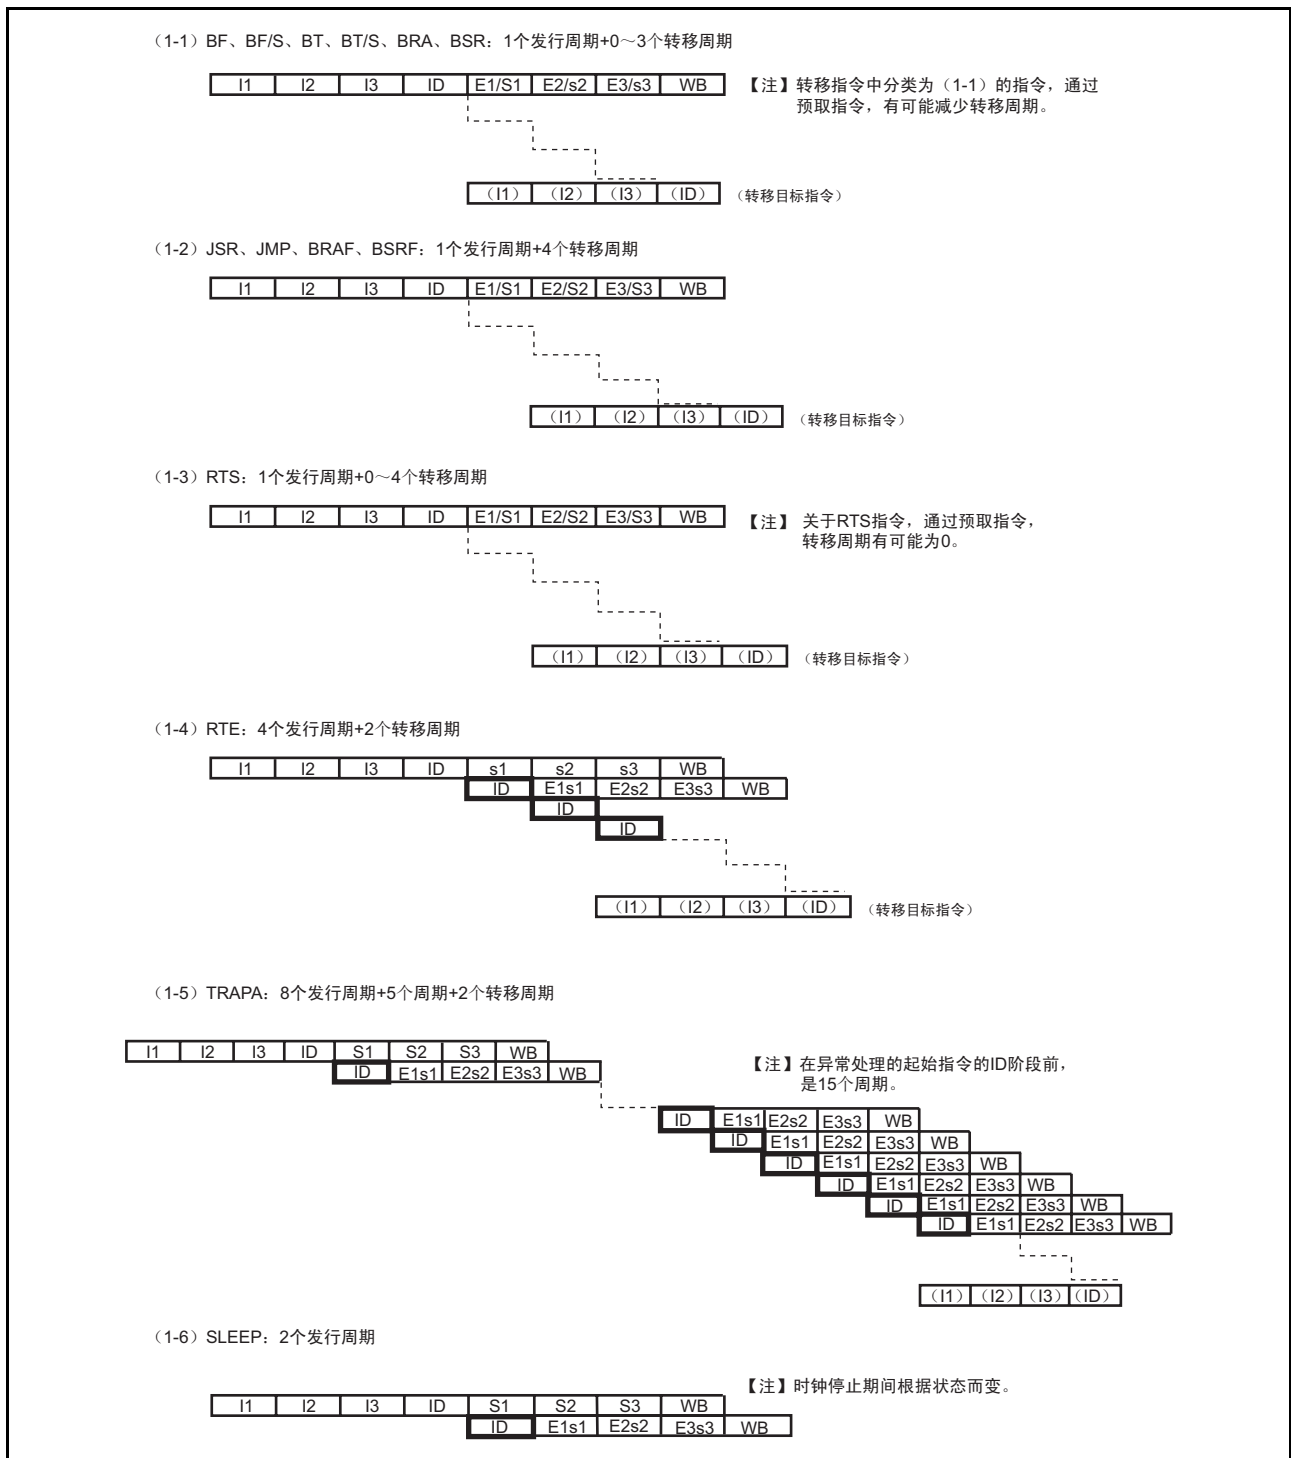 （1-1）BF、BF/S、BT、BT/S、BRA、BSR：1个发行周期+0～3个转移周期
I1 I2 I3 ID E1/S1 E2/s2 E3/s3 WB
【注】转移指令中分类为（1-1）的指令，通过
预取指令，有可能减少转移周期。
（I1） （I2） （I3） （ID） （转移目标指令）
（1-2）JSR、JMP、BRAF、BSRF：1个发行周期+4个转移周期
I1 I2 I3 ID E1/S1 E2/S2 E3/S3 WB
（I1） （I2） （I3） （ID） （转移目标指令）
（1-3）RTS：1个发行周期+0～4个转移周期
I1 I2 I3 ID E1/S1 E2/S2 E3/S3 WB
【注】 关于RTS指令，通过预取指令，
转移周期有可能为0。
（I1） （I2） （I3） （ID） （转移目标指令）
（1-4）RTE：4个发行周期+2个转移周期
I1 I2 I3 ID s1 s2 s3 WB
ID E1s1 E2s2 E3s3 WB
ID
ID
（I1） （I2） （I3） （ID） （转移目标指令）
（1-5）TRAPA：8个发行周期+5个周期+2个转移周期
I1 I2 I3 ID S1 S2 S3 WB
ID E1s1 E2s2 E3s3 WB
【注】在异常处理的起始指令的ID阶段前，
是15个周期。
ID E1s1 E2s2 E3s3 WB
ID E1s1 E2s2 E3s3 WB
ID E1s1 E2s2 E3s3 WB
ID E1s1 E2s2 E3s3 WB
ID E1s1 E2s2 E3s3 WB
ID E1s1 E2s2 E3s3 WB
（I1） （I2） （I3） （ID）
（1-6）SLEEP：2个发行周期
【注】时钟停止期间根据状态而变。
I1 I2 I3 ID S1 S2 S3 WB
ID E1s1 E2s2 E3s3 WB